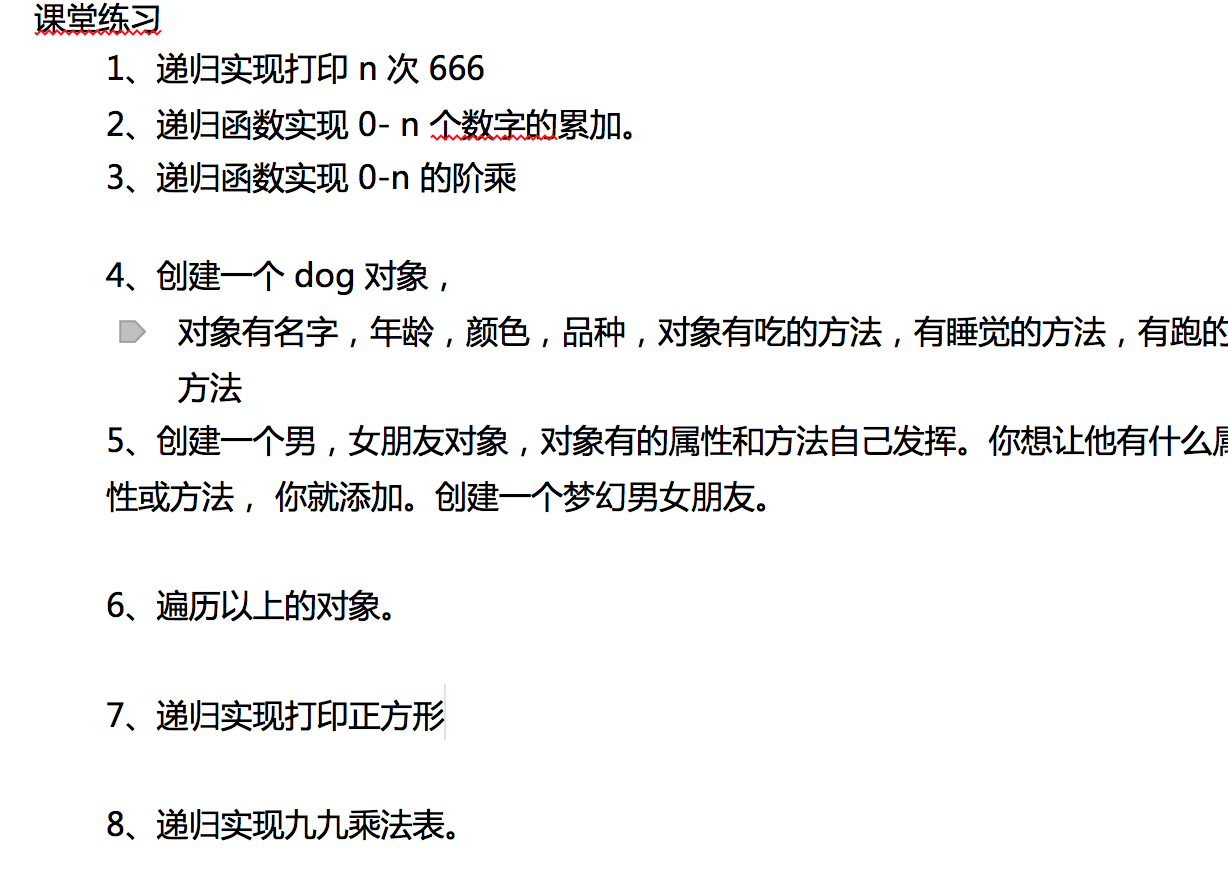 课堂练习
1、递归实现打印 n 次 666
2、递归函数实现 0- n 个数字的累加。
3、递归函数实现 0-n 的阶乘
4、创建一个 dog 对象，
对象有名字，年龄，颜色，品种，对象有吃的方法，有睡觉的方法，有跑的
方法
5、创建一个男，女朋友对象，对象有的属性和方法自己发挥。你想让他有什么属
性或方法， 你就添加。创建一个梦幻男女朋友。
6、遍历以上的对象。
7、递归实现打印正方形
8、递归实现九九乘法表。